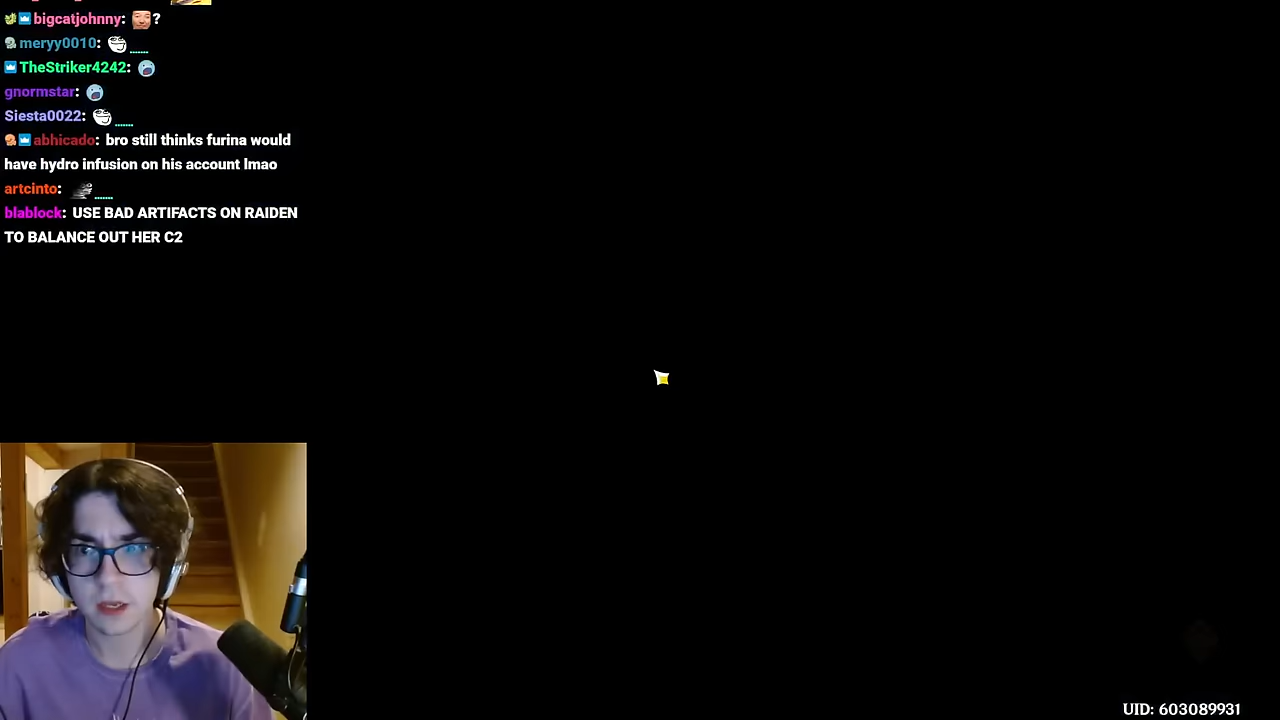 bigcatjohnny: ?
meryy0010:
TheStriker4242:
gnormstar:
Siesta0022:
abhicado: bro still thinks furina would
have hydro infusion on his account lmao
artcinto:
blablock: USE BAD ARTIFACTS ON RAIDEN
TO BALANCE OUT HER C2
UID: 603089931